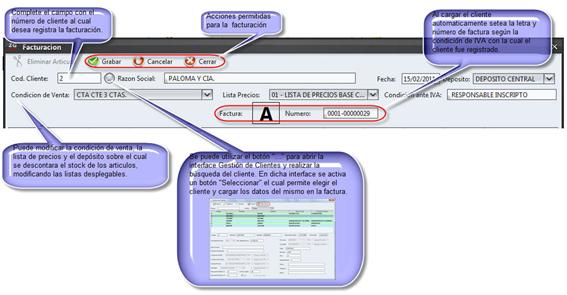 Complete el campo con el
número de cliente al cual
desea registra la facturación.
Acciones permitidas
para la facturación
Al cargar el cliente
automaticamente setea la letra y
número de factura según la
condición de IVA con la cual el
cliente fue registrado.
Facturacion
Eliminar Articu
Grabar
Cancelar
Cerrar
Cod. Cliente: 2
Razon Social: PALOMA Y CIA.
Fecha: 15/02/201
Deposito: DEPOSITO CENTRAL
Condicion de Venta: CTA CTE 3 CTAS.
Lista Precios: 01 - LISTA DE PRECIOS BASE C...
Condición ante IVA: RESPONSABLE INSCRIPTO
Factura: A
Numero: 0001-00000029
Puede modificar la condición de venta, la
lista de precios y el depósito sobre el cual
se descontara el stock de los articulos,
modificando las listas desplegables.
Se puede utilizar el botón "..." para abrir la
interface Gestión de Clientes y realizar la
búsqueda del cliente. En dicha interface se activa
un botón "Seleccionar" el cual permite elegir el
cliente y cargar los datos del mismo en la factura.